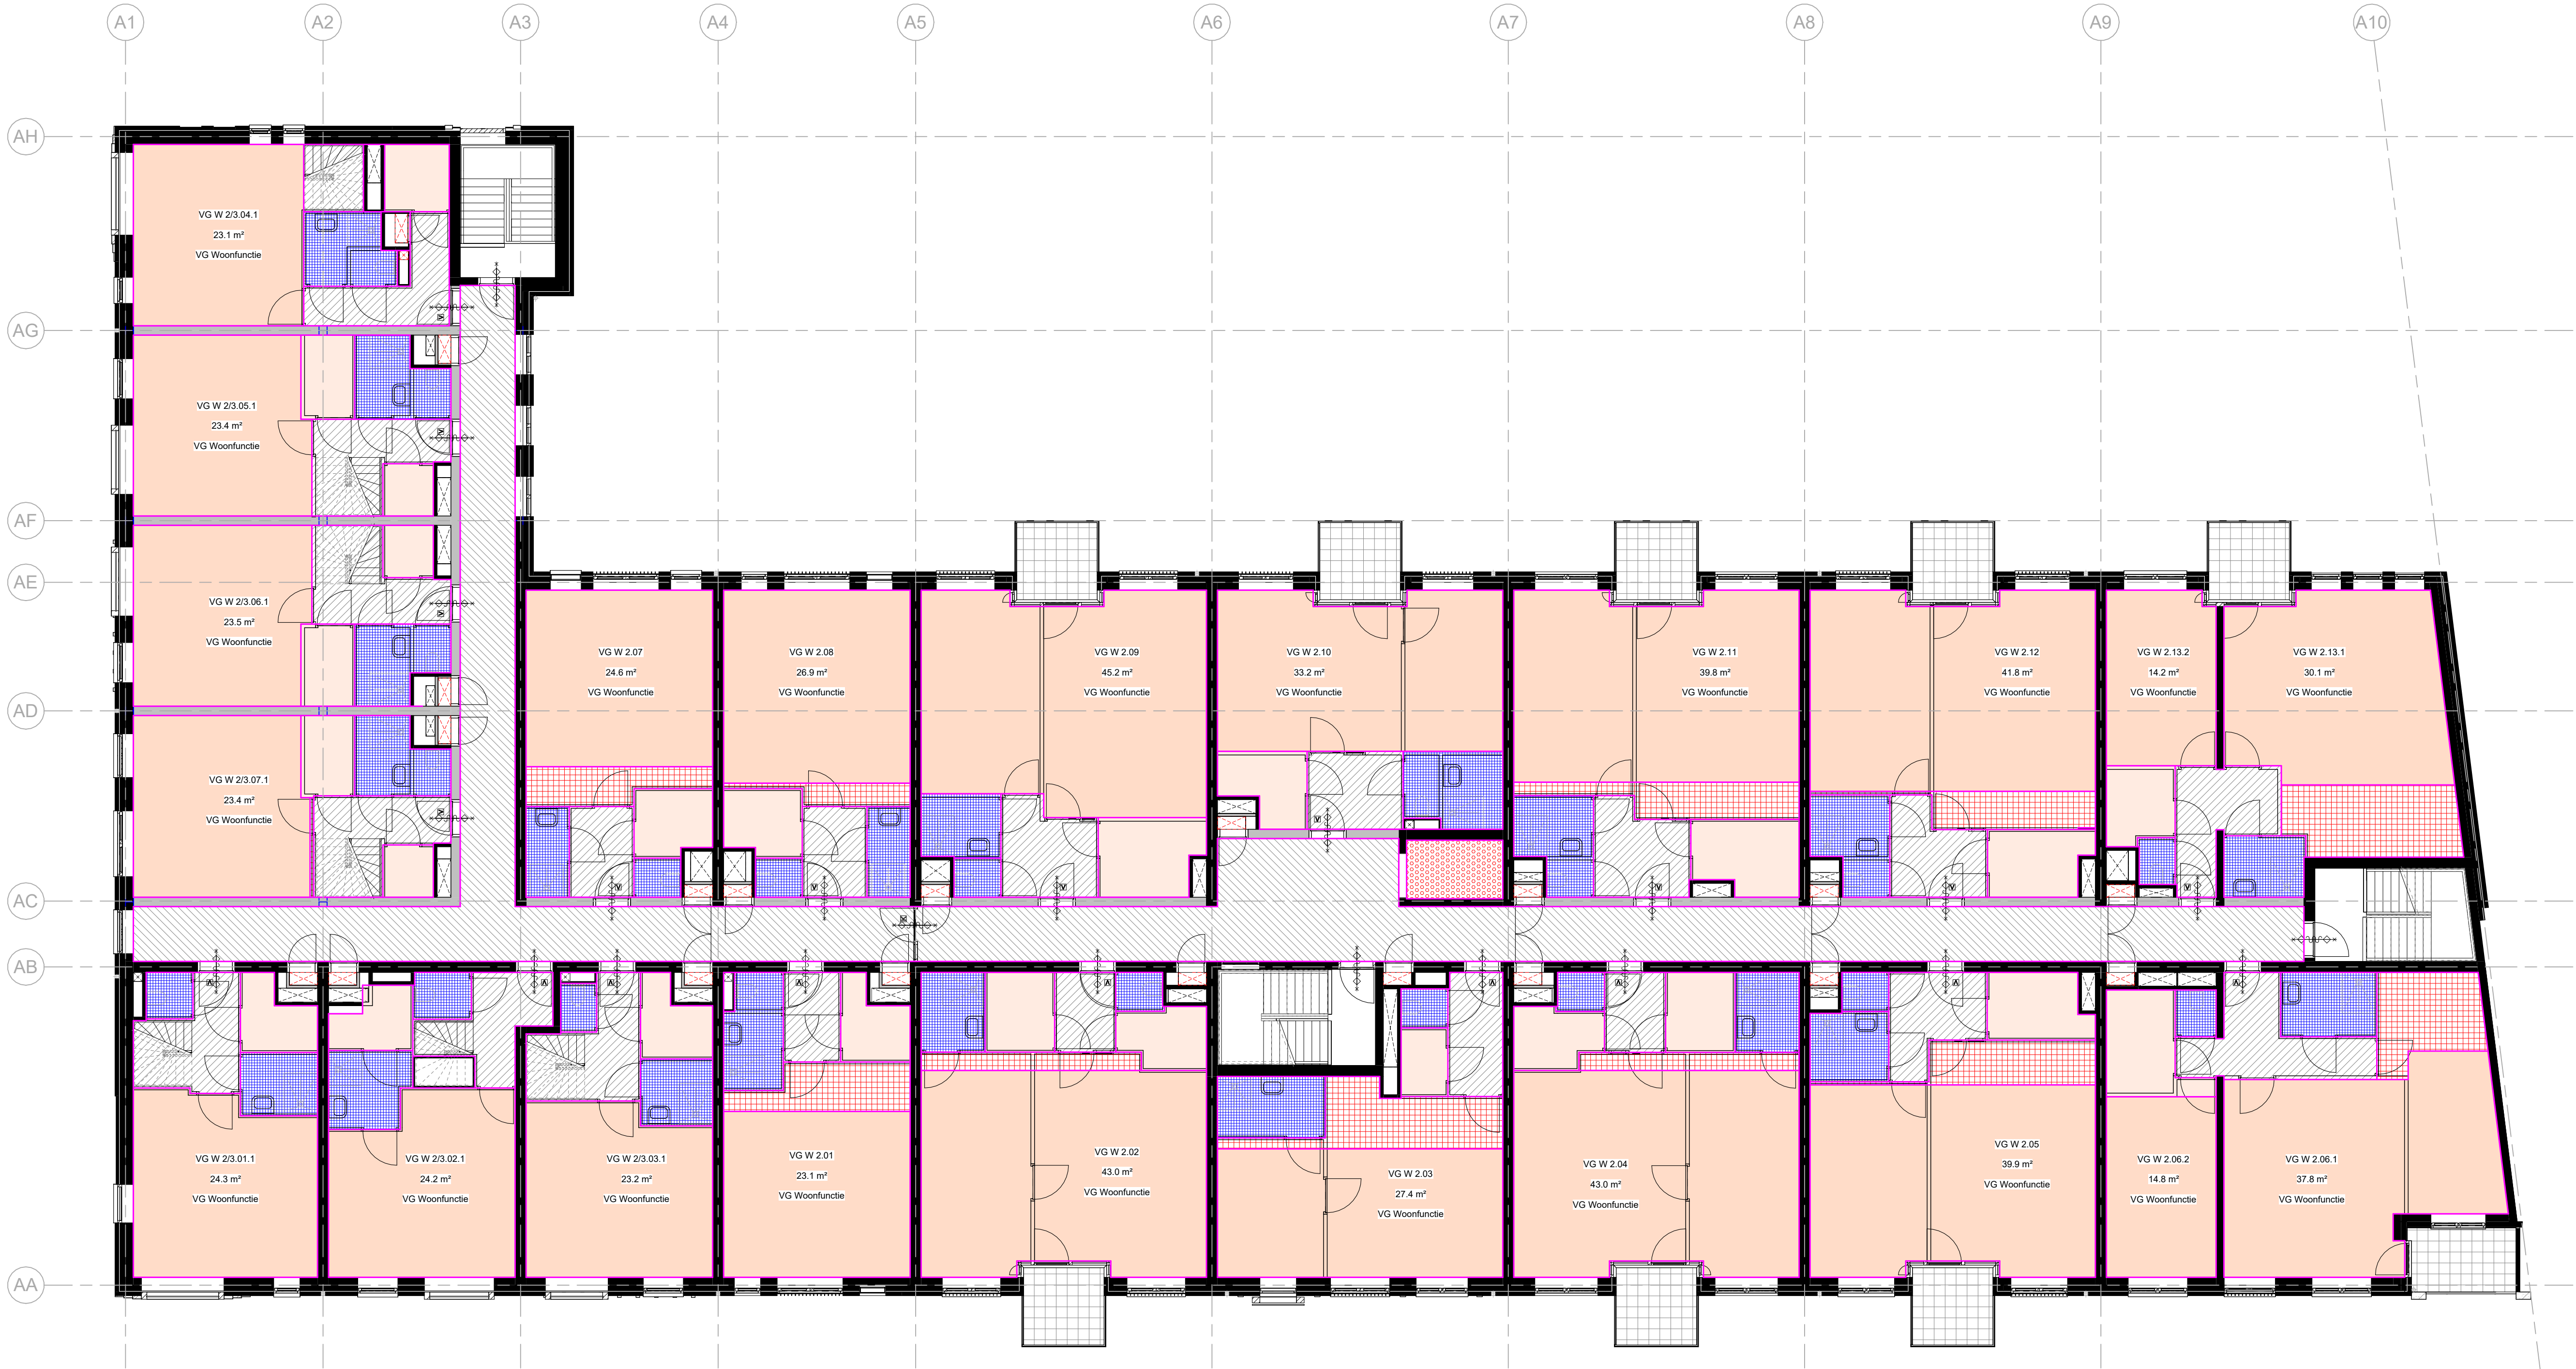 A1
A2
A3
A4
A5
A6
A7
A8
A9
A10
AH
AG
AF
AE
AD
AC
AB
AA
VG W 2/3.04.1
23.1 m²
VG Woonfunctie
VG W 2/3.05.1
23.4 m²
VG Woonfunctie
VG W 2/3.06.1
23.5 m²
VG Woonfunctie
VG W 2/3.07.1
23.4 m²
VG Woonfunctie
VG W 2.07
24.6 m²
VG Woonfunctie
VG W 2.08
26.9 m²
VG Woonfunctie
VG W 2.09
45.2 m²
VG Woonfunctie
VG W 2.10
33.2 m²
VG Woonfunctie
VG W 2.11
39.8 m²
VG Woonfunctie
VG W 2.12
41.8 m²
VG Woonfunctie
VG W 2.13.2
14.2 m²
VG Woonfunctie
VG W 2.13.1
30.1 m²
VG Woonfunctie
VG W 2/3.01.1
24.3 m²
VG Woonfunctie
VG W 2/3.02.1
24.2 m²
VG Woonfunctie
VG W 2/3.03.1
23.2 m²
VG Woonfunctie
VG W 2.01
23.1 m²
VG Woonfunctie
VG W 2.02
43.0 m²
VG Woonfunctie
VG W 2.03
27.4 m²
VG Woonfunctie
VG W 2.04
43.0 m²
VG Woonfunctie
VG W 2.05
39.9 m²
VG Woonfunctie
VG W 2.06.2
14.8 m²
VG Woonfunctie
VG W 2.06.1
37.8 m²
VG Woonfunctie